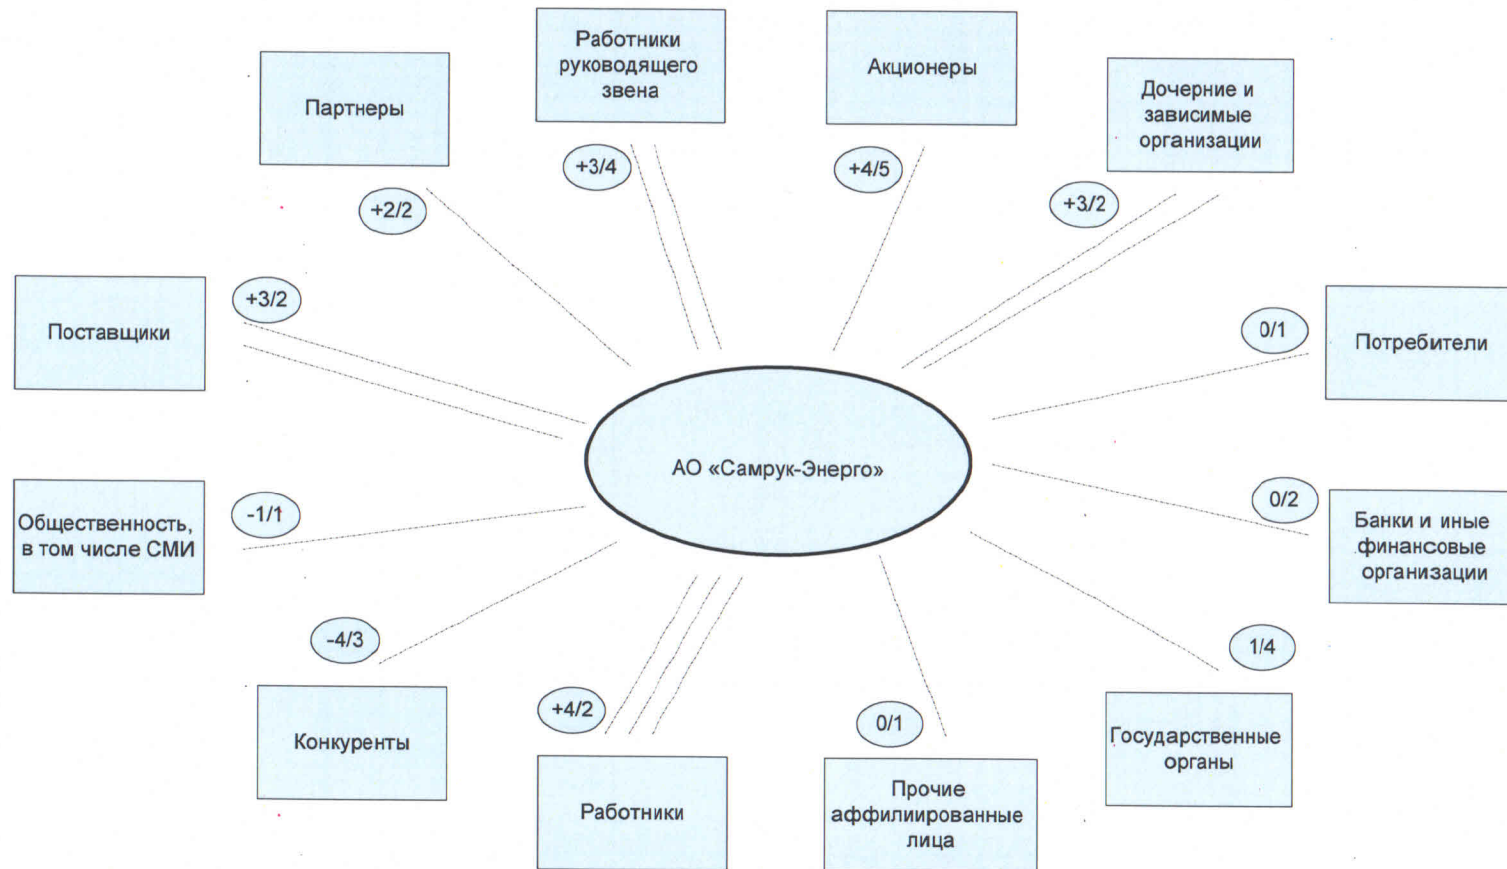 Работники
руководящего
звена
+3/4
Акционеры
+4/5
Партнеры
+2/2
Дочерние и
зависимые
организации
+3/2
Поставщики
+3/2
0/1
Потребители
АО «Самрук-Энерго»
Общественность,
в том числе СМИ
-1/1
0/2
Банки и иные
финансовые
организации
-4/3
Конкуренты
1/4
Государственные
органы
+4/2
Работники
0/1
Прочие
аффилиированные
лица